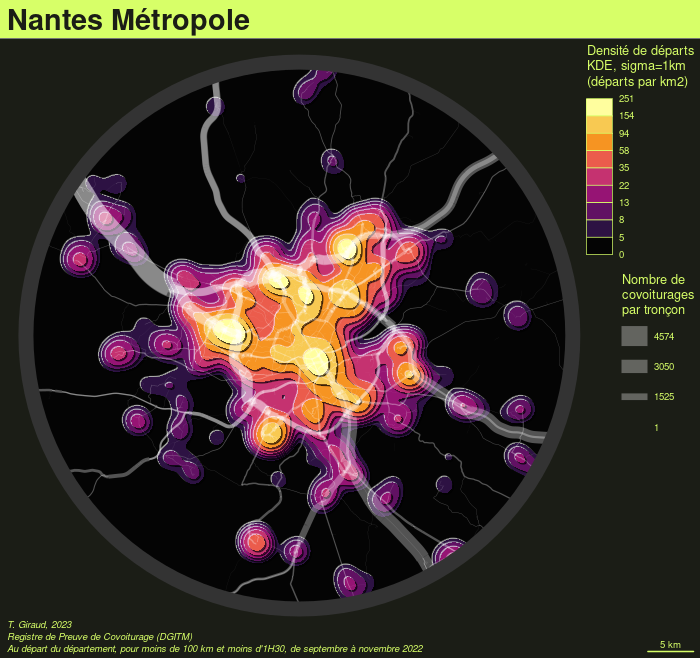 Nantes Métropole
Densité de départs
KDE, sigma=1km
(départs par km2)
251
154
94
58
35
22
13
8
5
0
Nombre de
covoiturages
par tronçon
4574
3050
1525
1
T. Giraud, 2023
Registre de Preuve de Covoiturage (DGITM)
Au départ du département, pour moins de 100 km et moins d'1H30, de septembre à novembre 2022
5 km